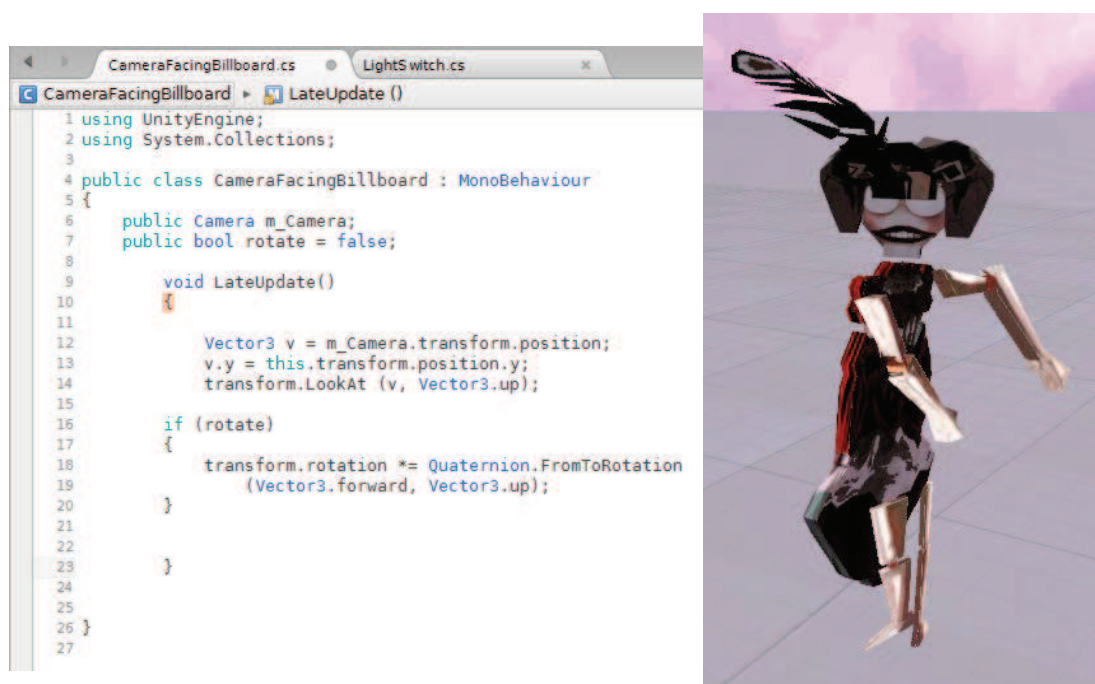 CameraFacingBillboard.cs LightSwitch.cs
CameraFacingBillboard LateUpdate ()
1 using UnityEngine;
2 using System.Collections;
3
4 public class CameraFacingBillboard : MonoBehaviour
5 {
6 public Camera m_Camera;
7 public bool rotate = false;
8
9 void LateUpdate()
10 {
11
12 Vector3 v = m_Camera.transform.position;
13 v.y = this.transform.position.y;
14 transform.LookAt (v, Vector3.up);
15
16 if (rotate)
17 {
18 transform.rotation *= Quaternion.FromToRotation
19 (Vector3.forward, Vector3.up);
20 }
21
22
23 }
24
25
26 }
27